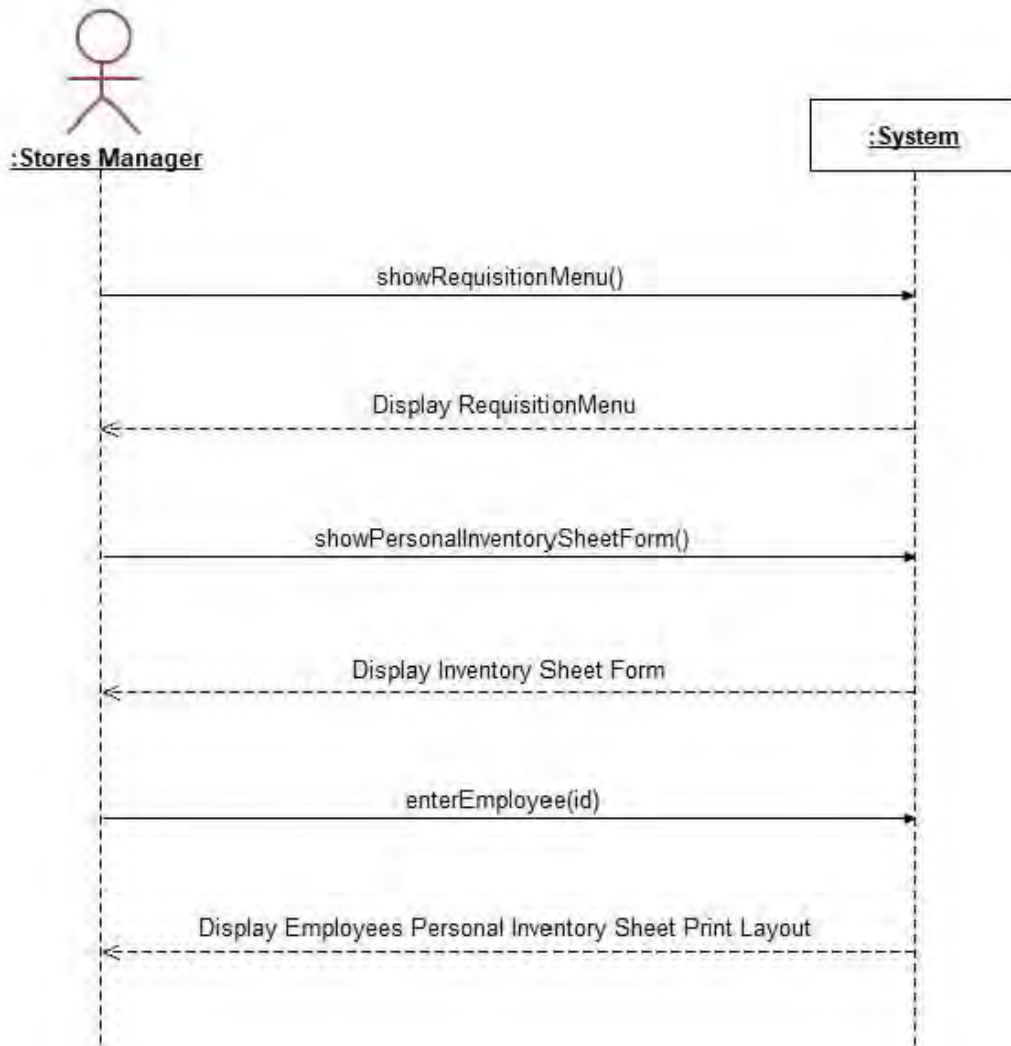 :Stores Manager
:System
showRequisitionMenu()
Display RequisitionMenu
showPersonalInventorySheetForm()
Display Inventory Sheet Form
enterEmployee(id)
Display Employees Personal Inventory Sheet Print Layout